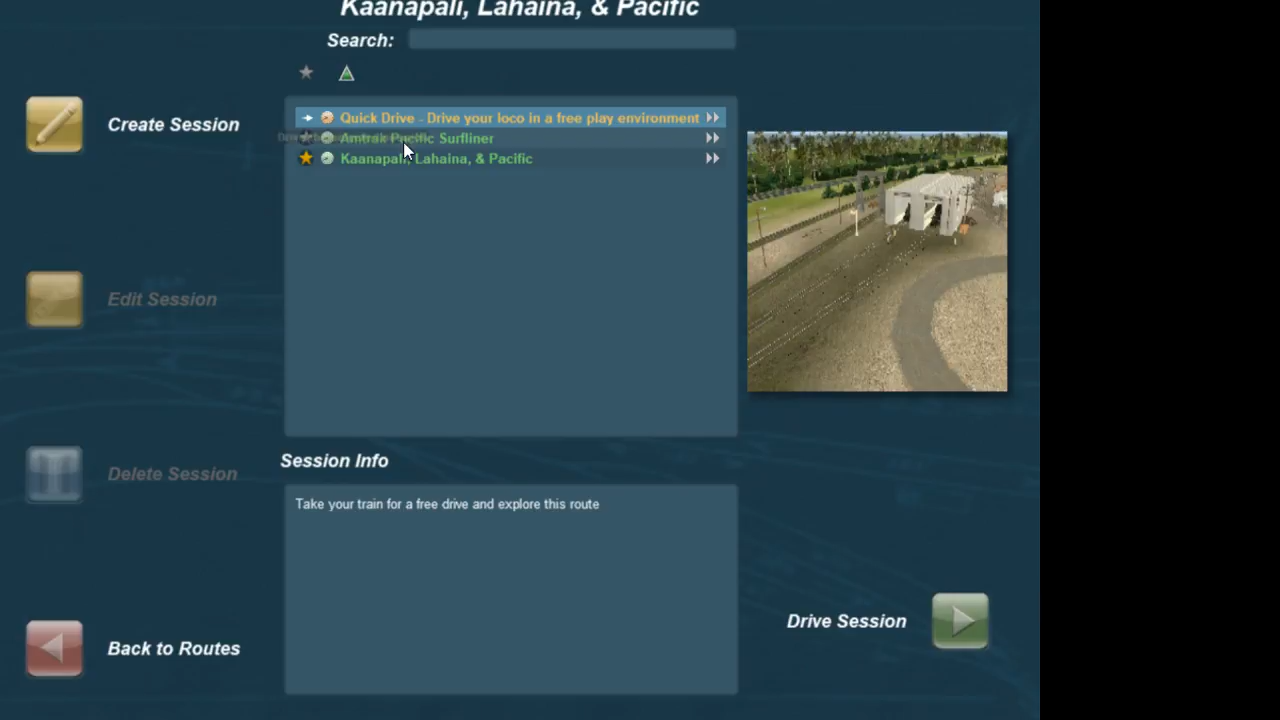 Kaanapali, Lahaina, & Pacific
Search:
Create Session
Quick Drive - Drive your loco in a free play environment
Amtrak Pacific Surfliner
Kaanapali, Lahaina, & Pacific
Edit Session
Delete Session
Session Info
Take your train for a free drive and explore this route
Drive Session
Back to Routes